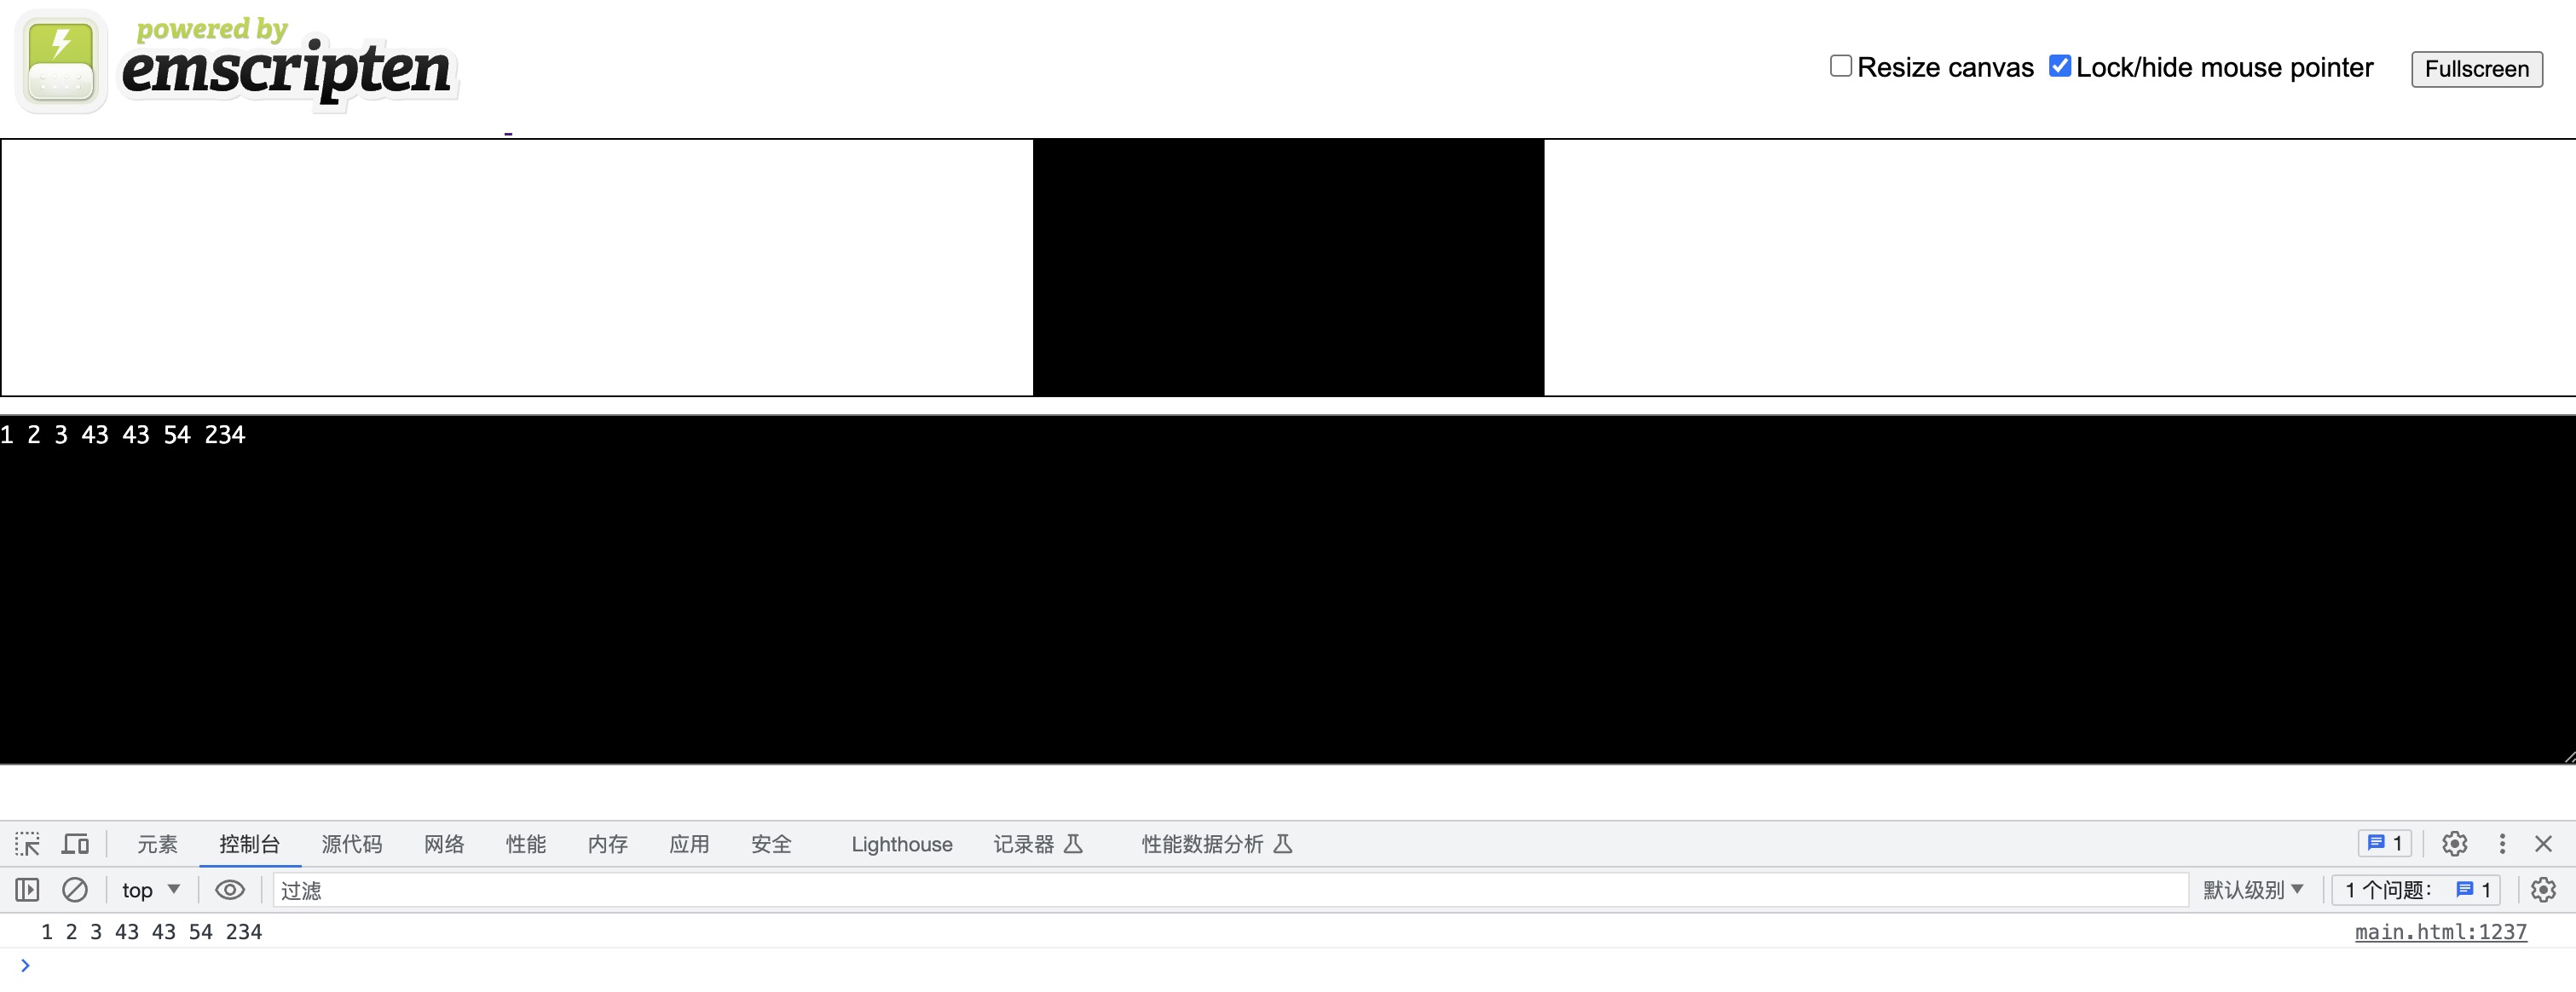 powered by
emscripten
Resize canvas Lock/hide mouse pointer Fullscreen
1 2 3 43 43 54 234
元素 控制台 源代码 网络 性能 内存 应用 安全 Lighthouse 记录器 性能数据分析 1
top 过滤 默认级别 1 个问题: 1
1 2 3 43 43 54 234 main.html:1237